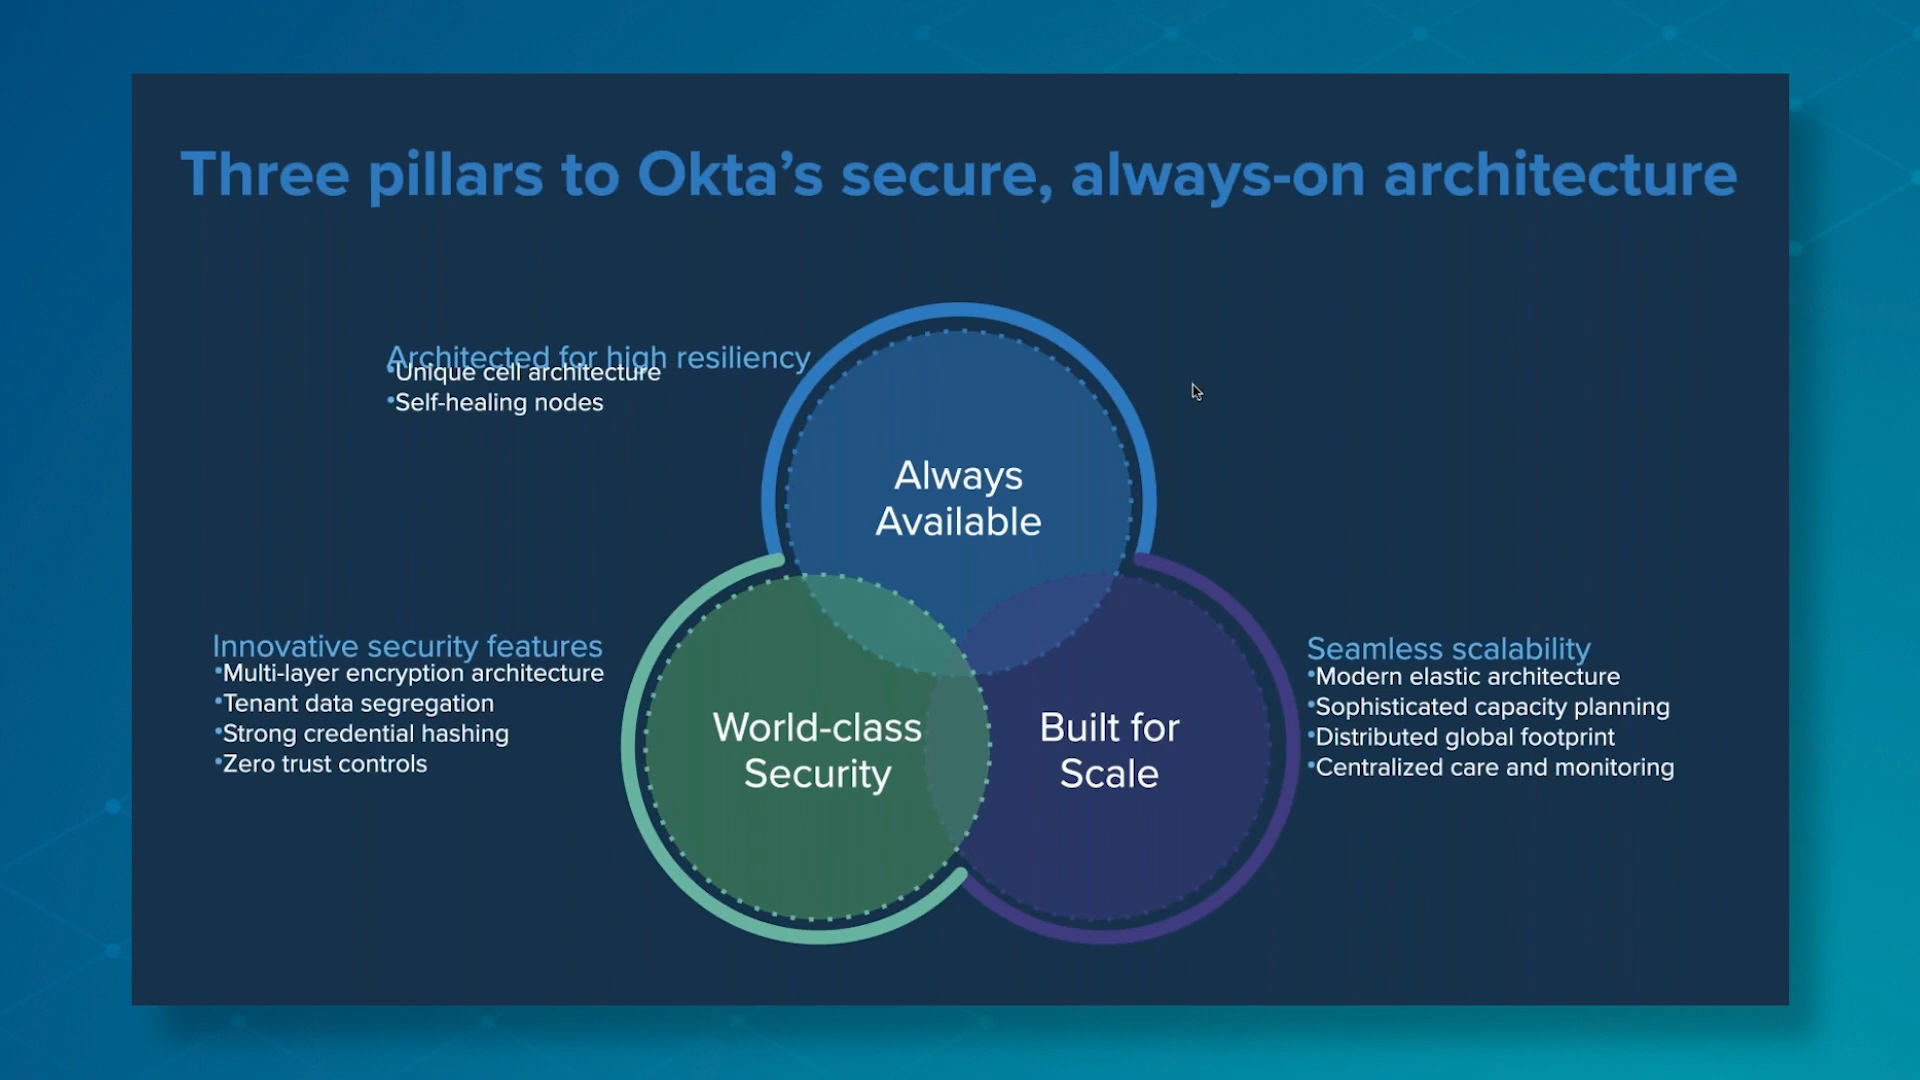 Three pillars to Okta’s secure, always-on architecture
Architected for high resiliency
•Unique cell architecture
•Self-healing nodes
Always
Available
Innovative security features
•Multi-layer encryption architecture
•Tenant data segregation
•Strong credential hashing
•Zero trust controls
World-class
Security
Built for
Scale
Seamless scalability
•Modern elastic architecture
•Sophisticated capacity planning
•Distributed global footprint
•Centralized care and monitoring